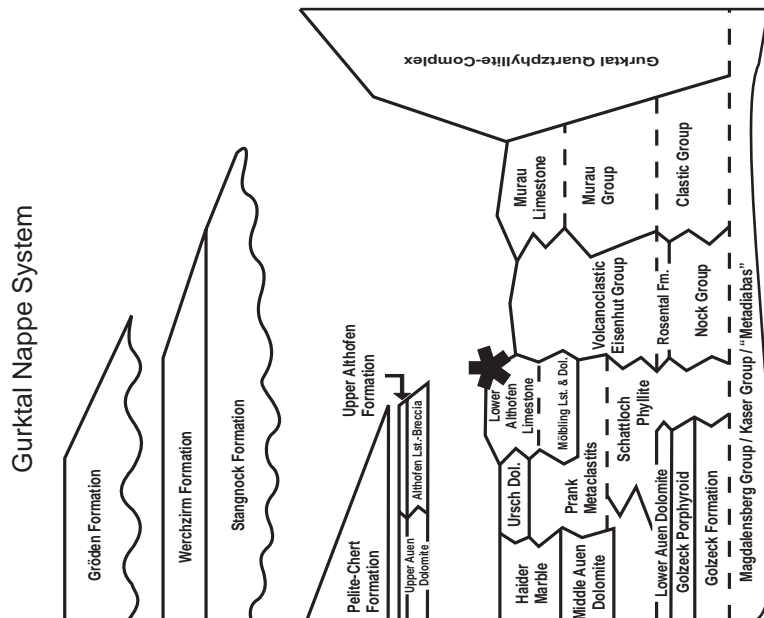 Gurktal Nappe System
Gröden Formation
Werchzirm Formation
Stangnock Formation
Upper Althofen
Formation
Pelite-Chert
Formation
Upper Auen
Dolomite
Althofen Lst.-Breccia
Gurktal Quartzphyllite-Complex
Haider
Marble
Ursch Dol.
Lower
Althofen
Limestone
Murau
Limestone
Middle Auen
Dolomite
Prank
Metaclastits
Mölbling Lst. & Dol.
Schattloch
Phyllite
Volcanoclastic
Eisenhut Group
Murau
Group
Lower Auen Dolomite
Golzeck Porphyroid
Golzeck Formation
Rosental Fm.
Nock Group
Clastic Group
Magdalensberg Group / Kaser Group / "Metadiabas"